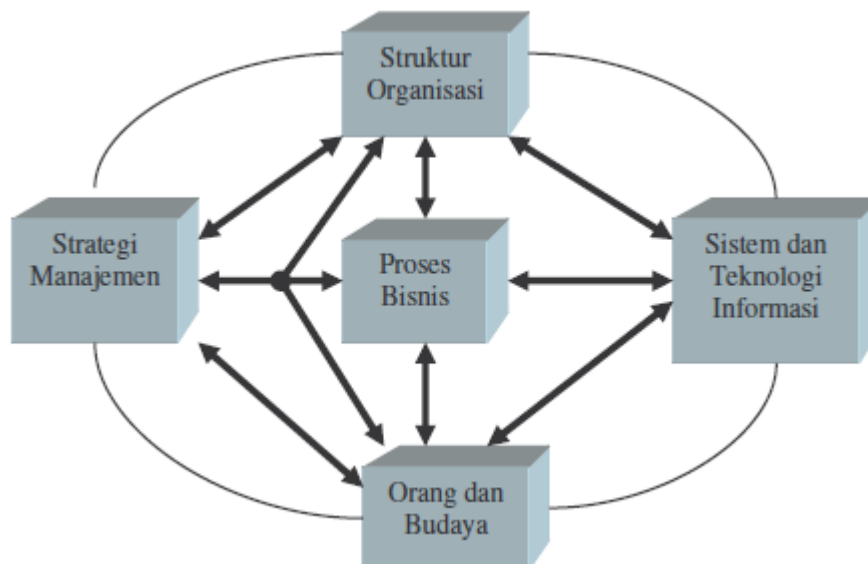 Struktur
Organisasi
Strategi
Manajemen
Proses
Bisnis
Sistem dan
Teknologi
Informasi
Orang dan
Budaya